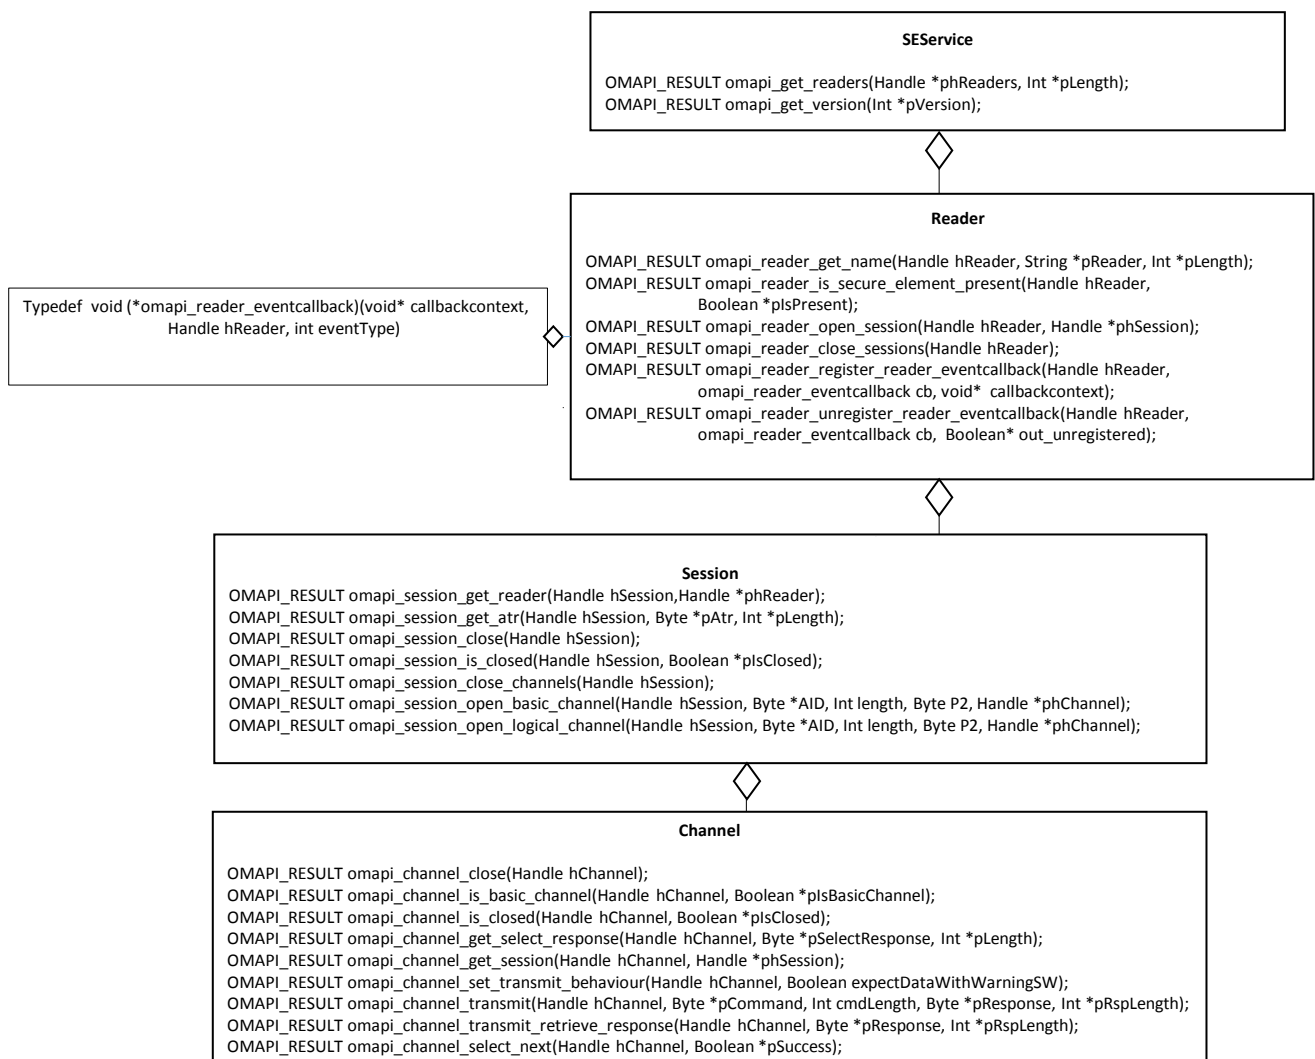 SEService
OMAPI_RESULT omapi_get_readers(Handle *phReaders, Int *pLength);
OMAPI_RESULT omapi_get_version(Int *pVersion);
Reader
OMAPI_RESULT omapi_reader_get_name(Handle hReader, String *pReader, Int *pLength);
OMAPI_RESULT omapi_reader_is_secure_element_present(Handle hReader,
Boolean *pIsPresent);
OMAPI_RESULT omapi_reader_open_session(Handle hReader, Handle *phSession);
OMAPI_RESULT omapi_reader_close_sessions(Handle hReader);
OMAPI_RESULT omapi_reader_register_reader_eventcallback(Handle hReader,
omapi_reader_eventcallback cb, void* callbackcontext);
OMAPI_RESULT omapi_reader_unregister_reader_eventcallback(Handle hReader,
omapi_reader_eventcallback cb, Boolean* out_unregistered);
Typedef void (*omapi_reader_eventcallback)(void* callbackcontext,
Handle hReader, int eventType)
Session
OMAPI_RESULT omapi_session_get_reader(Handle hSession,Handle *phReader);
OMAPI_RESULT omapi_session_get_atr(Handle hSession, Byte *pAtr, Int *pLength);
OMAPI_RESULT omapi_session_close(Handle hSession);
OMAPI_RESULT omapi_session_is_closed(Handle hSession, Boolean *pIsClosed);
OMAPI_RESULT omapi_session_close_channels(Handle hSession);
OMAPI_RESULT omapi_session_open_basic_channel(Handle hSession, Byte *AID, Int length, Byte P2, Handle *phChannel);
OMAPI_RESULT omapi_session_open_logical_channel(Handle hSession, Byte *AID, Int length, Byte P2, Handle *phChannel);
Channel
OMAPI_RESULT omapi_channel_close(Handle hChannel);
OMAPI_RESULT omapi_channel_is_basic_channel(Handle hChannel, Boolean *pIsBasicChannel);
OMAPI_RESULT omapi_channel_is_closed(Handle hChannel, Boolean *pIsClosed);
OMAPI_RESULT omapi_channel_get_select_response(Handle hChannel, Byte *pSelectResponse, Int *pLength);
OMAPI_RESULT omapi_channel_get_session(Handle hChannel, Handle *phSession);
OMAPI_RESULT omapi_channel_set_transmit_behaviour(Handle hChannel, Boolean expectDataWithWarningSW);
OMAPI_RESULT omapi_channel_transmit(Handle hChannel, Byte *pCommand, Int cmdLength, Byte *pResponse, Int *pRspLength);
OMAPI_RESULT omapi_channel_transmit_retrieve_response(Handle hChannel, Byte *pResponse, Int *pRspLength);
OMAPI_RESULT omapi_channel_select_next(Handle hChannel, Boolean *pSuccess);